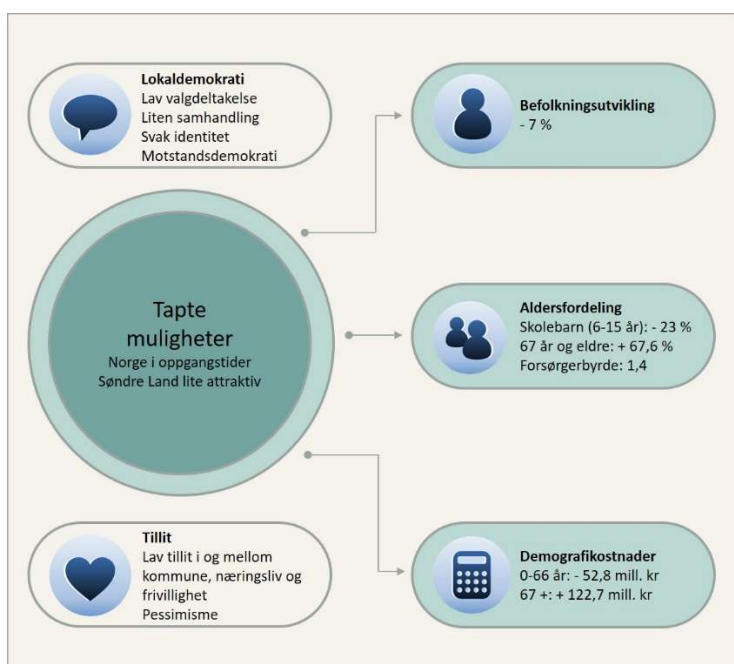 Lokaldemokrati
Lav valgdeltakelse
Liten samhandling
Svak identitet
Motstandsdemokrati
Befolkningsutvikling
- 7 %
Tapte
muligheter
Norge i oppgangstider
Søndre Land lite attraktiv
Aldersfordeling
Skolebarn (6-15 år): - 23 %
67 år og eldre: + 67,6 %
Forsørgerbyrde: 1,4
Tillit
Lav tillit i og mellom
kommune, næringsliv og
frivillighet
Pessimisme
Demografikostnader
0-66 år: - 52,8 mill. kr
67 +: + 122,7 mill. kr